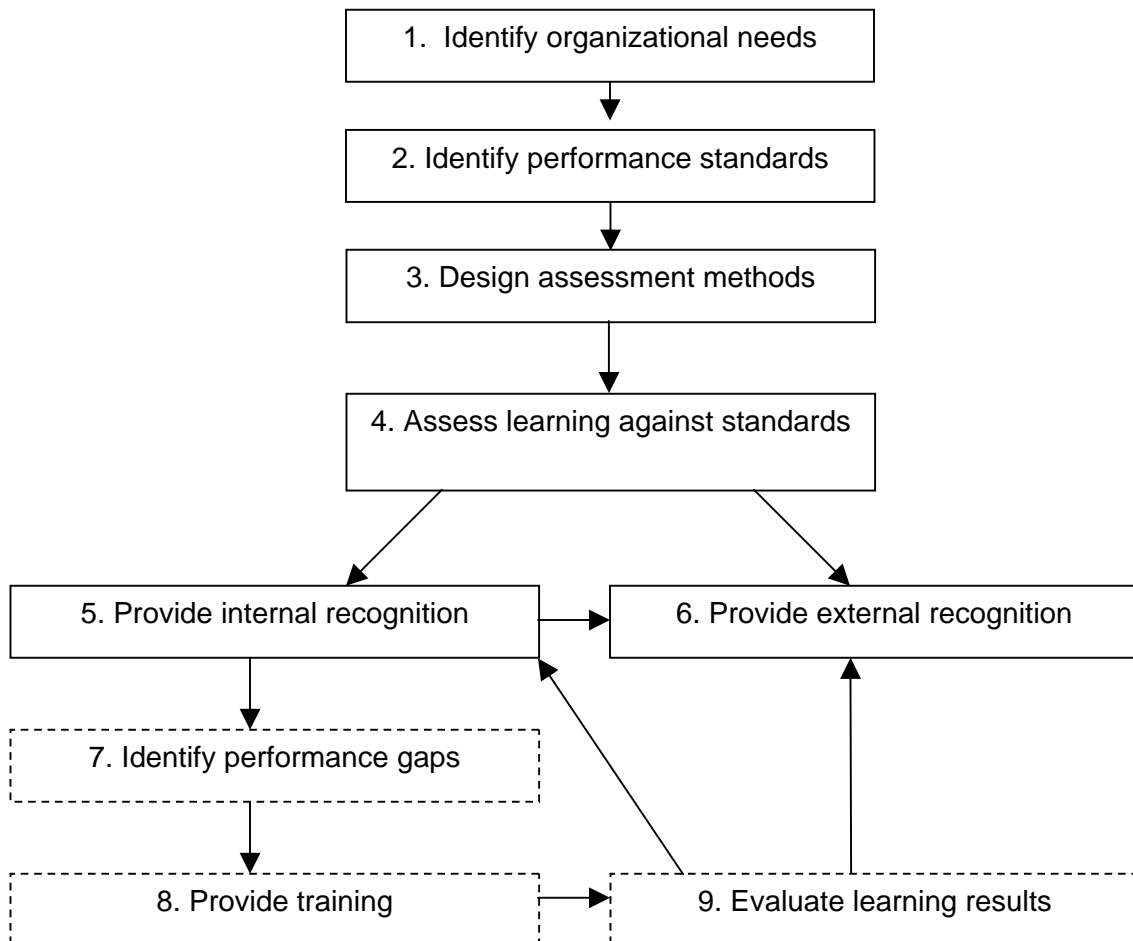 1. Identify organizational needs
2. Identify performance standards
3. Design assessment methods
4. Assess learning against standards
5. Provide internal recognition
6. Provide external recognition
7. Identify performance gaps
8. Provide training
9. Evaluate learning results